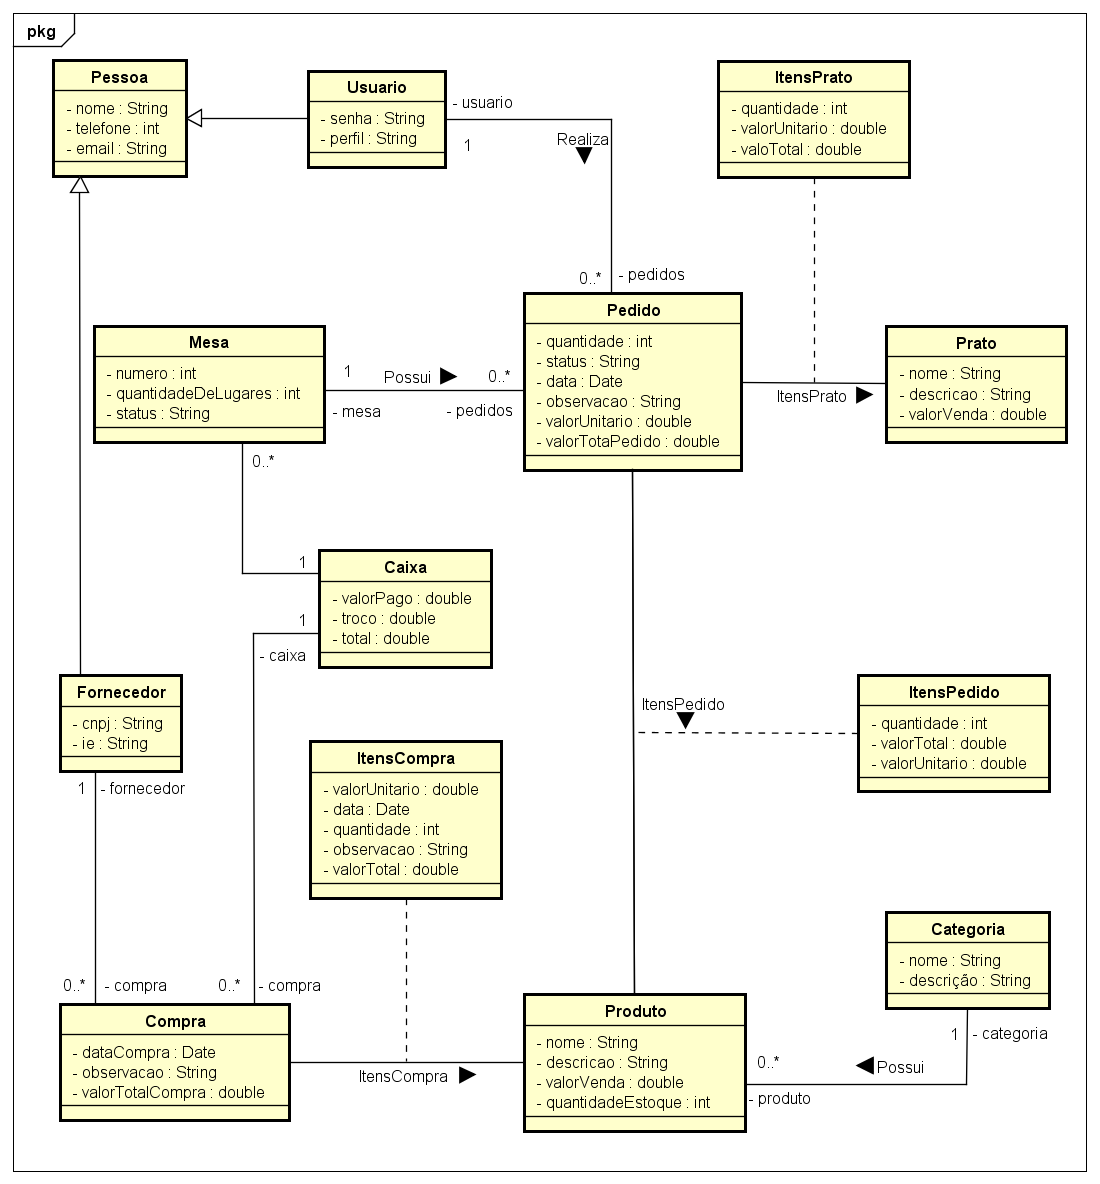 pkg
Pessoa
- nome : String
- telefone : int
- email : String
Usuario
- senha : String
- perfil : String
- usuario
1
Realiza
0..*
- pedidos
ItensPrato
- quantidade : int
- valorUnitario : double
- valoTotal : double
Mesa
- numero : int
- quantidadeDeLugares : int
- status : String
1
Possui
0..*
- mesa
- pedidos
Pedido
- quantidade : int
- status : String
- data : Date
- observacao : String
- valorUnitario : double
- valorTotaPedido : double
ItensPrato
Prato
- nome : String
- descricao : String
- valorVenda : double
0..*
1
Caixa
- valorPago : double
- troco : double
- total : double
1
- caixa
Fornecedor
- cnpj : String
- ie : String
1
- fornecedor
ItensPedido
ItensPedido
- quantidade : int
- valorTotal : double
- valorUnitario : double
ItensCompra
- valorUnitario : double
- data : Date
- quantidade : int
- observacao : String
- valorTotal : double
0..*
- compra
0..*
- compra
Compra
- dataCompra : Date
- observacao : String
- valorTotalCompra : double
ItensCompra
Produto
- nome : String
- descricao : String
- valorVenda : double
- quantidadeEstoque : int
Categoria
- nome : String
- descrição : String
1
- categoria
0..*
Possui
- produto